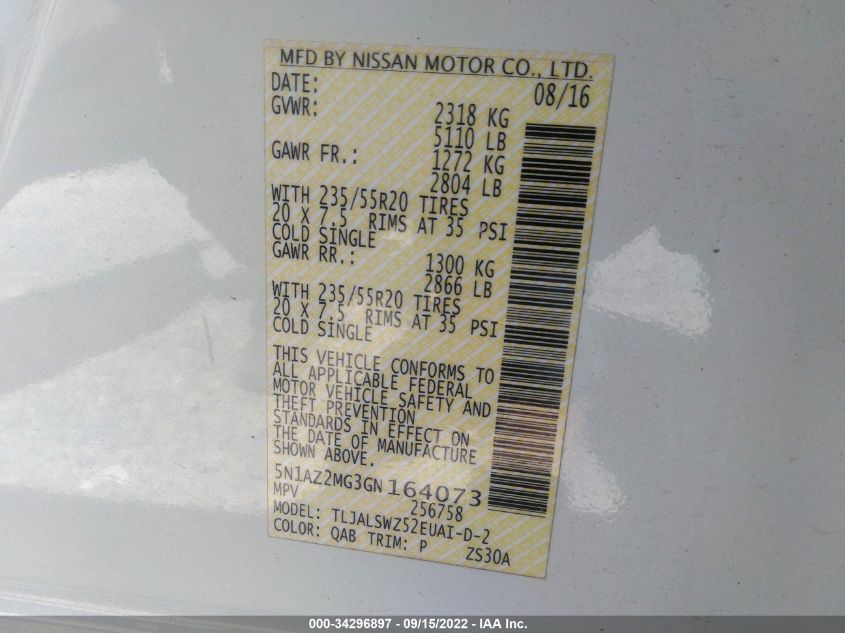 MFD BY NISSAN MOTOR CO., LTD.
DATE: 08/16
GVWR: 2318 KG
5110 LB
GAWR FR.: 1272 KG
2804 LB
WITH 235/55R20 TIRES
20 X 7.5 RIMS AT 35 PSI
COLD SINGLE
GAWR RR.: 1300 KG
2866 LB
WITH 235/55R20 TIRES
20 X 7.5 RIMS AT 35 PSI
COLD SINGLE
THIS VEHICLE CONFORMS TO
ALL APPLICABLE FEDERAL
MOTOR VEHICLE SAFETY AND
THEFT PREVENTION
STANDARDS IN EFFECT ON
THE DATE OF MANUFACTURE
SHOWN ABOVE.
5N1AZ2MG3GN164073
MPV 256758
MODEL: TLJALSWZ52EUAI-D-2
COLOR: QAB TRIM: P ZS30A
000-34296897 - 09/15/2022 - IAA Inc.